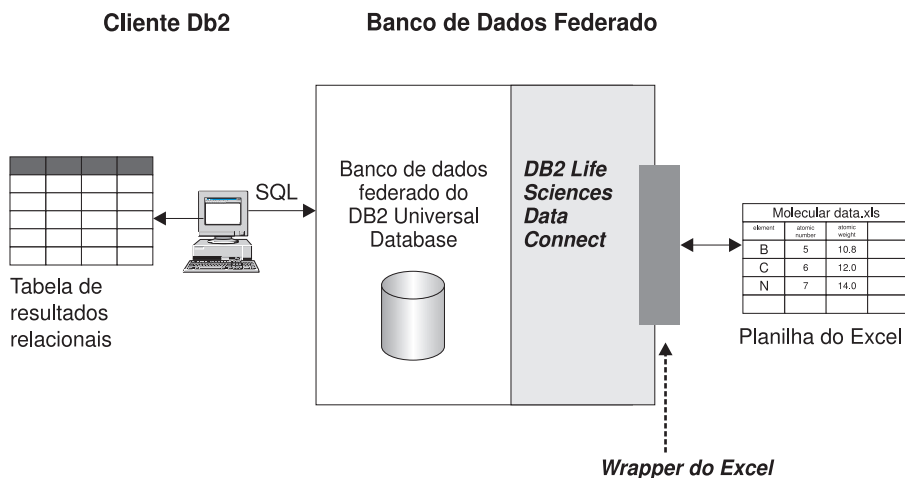 Cliente Db2
Banco de Dados Federado
SQL
Banco de dados
federado do
DB2 Universal
Database
DB2 Life
Sciences
Data
Connect
Molecular data.xls
element
atomic
number
atomic
weight
B 5 10.8
C 6 12.0
N 7 14.0
Tabela de
resultados
relacionais
Planilha do Excel
Wrapper do Excel